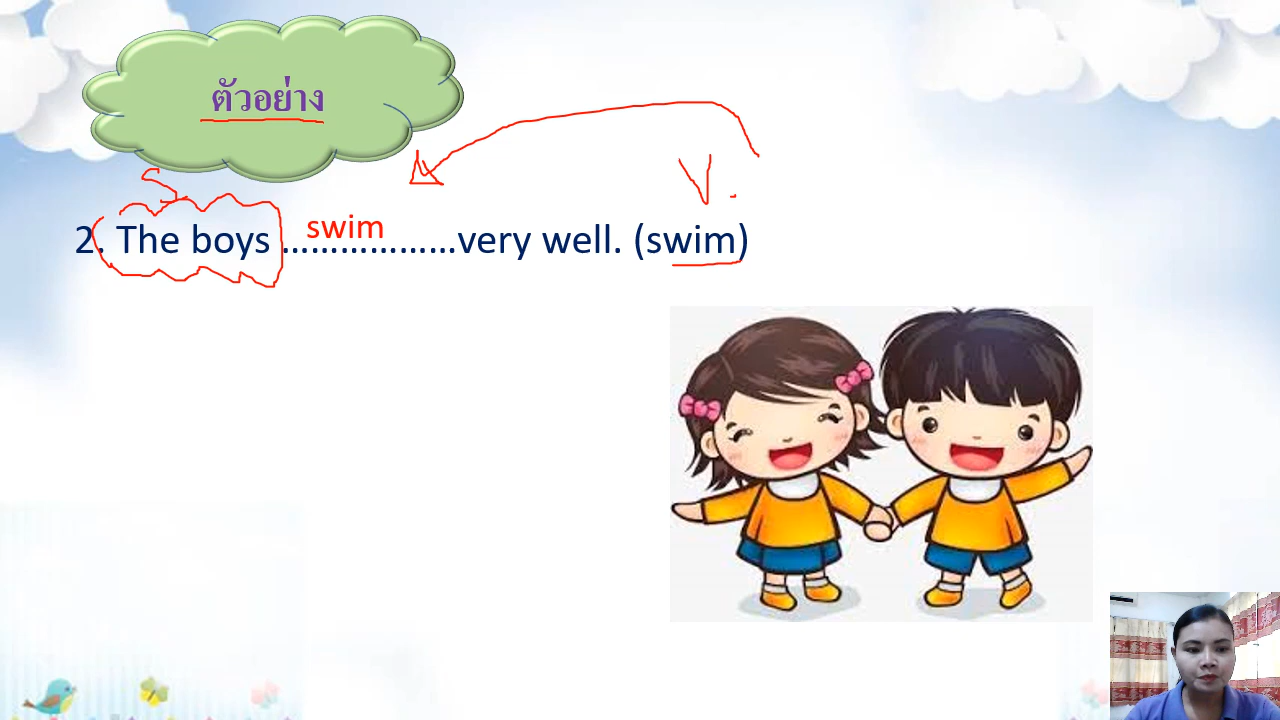 ตัวอย่าง
S
V.
2. The boys ......swim...........very well. (swim)